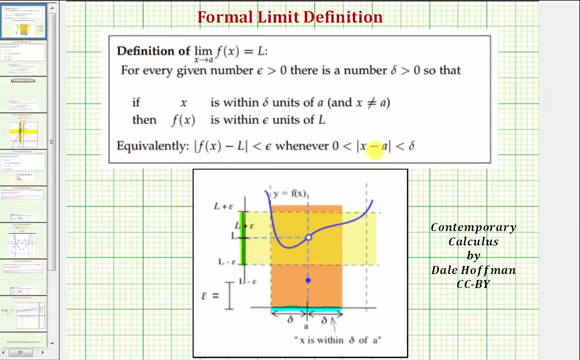 Formal Limit Definition
Definition of lim x→a f(x) = L:
For every given number ϵ > 0 there is a number δ > 0 so that
if x is within δ units of a (and x ≠ a)
then f(x) is within ϵ units of L
Equivalently: |f(x) − L| < ϵ whenever 0 < |x − a| < δ
y = f(x)
L+ε
L+ε
L
L
L - ε
L - ε
ε =
δ δ
a
"x is within δ of a"
Contemporary
Calculus
by
Dale Hoffman
CC-BY